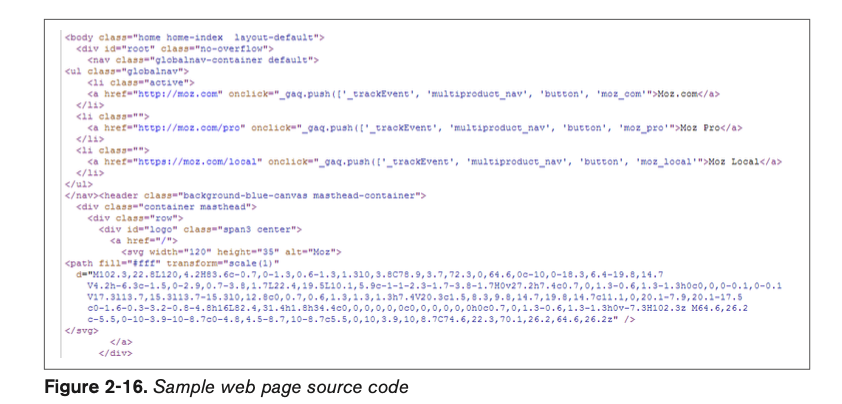 <body class="home home-index  layout-default">
<div id="root" class="no-overflow">
<nav class="globalnav-container default">
<ul class="globalnav">
<li class="active">
<a href="http://moz.com" onclick="_gaq.push(['_trackEvent', 'multiproduct_nav', 'button', 'moz_com'">Moz.com</a>
</li>
<li class="">
<a href="http://moz.com/pro" onclick="_gaq.push(['_trackEvent', 'multiproduct_nav', 'button', 'moz_pro'">Moz Pro</a>
</li>
<li class="">
<a href="https://moz.com/local" onclick="_gaq.push(['_trackEvent', 'multiproduct_nav', 'button', 'moz_local'">Moz Local</a>
</li>
</ul>
</nav><header class="background-blue-canvas masthead-container">
<div class="container masthead">
<div class="row">
<div id="logo" class="span3 center">
<a href="/">
<svg width="120" height="35" alt="Moz">
<path fill="#fff" transform="scale(1)"
d="M102.3,22.8L120,4.2H83.6c-0.7,0-1.3,0.6-1.3,1.3l0,3.8C78.9,3.7,72.3,0,64.6,0c-10,0-18.3,6.4-19.8,14.7
V4.2h-6.3c-1.5,0-2.9,0.7-3.8,1.7L22.4,19.5L10.1,5.9c-1-1-2.3-1.7-3.8-1.7H0v27.2h7.4c0.7,0,1.3-0.6,1.3-1.3h0c0,0,0-0.1,0-0.1
V17.3l13.7,15.3l13.7-15.3l0,12.8c0,0.7,0.6,1.3,1.3,1.3h7.4V20.3c1.5,8.3,9.8,14.7,19.8,14.7c11.1,0,20.1-7.9,20.1-17.5
c0-1.6-0.3-3.2-0.8-4.8h16L82.4,31.4h1.8h34.4c0,0,0,0,0,0c0,0,0,0,0,0h0c0.7,0,1.3-0.6,1.3-1.3h0v-7.3H102.3z M64.6,26.2
c-5.5,0-10-3.9-10-8.7c0-4.8,4.5-8.7,10-8.7c5.5,0,10,3.9,10,8.7C74.6,22.3,70.1,26.2,64.6,26.2z" />
</svg>
</a>
</div>
Figure 2-16. Sample web page source code